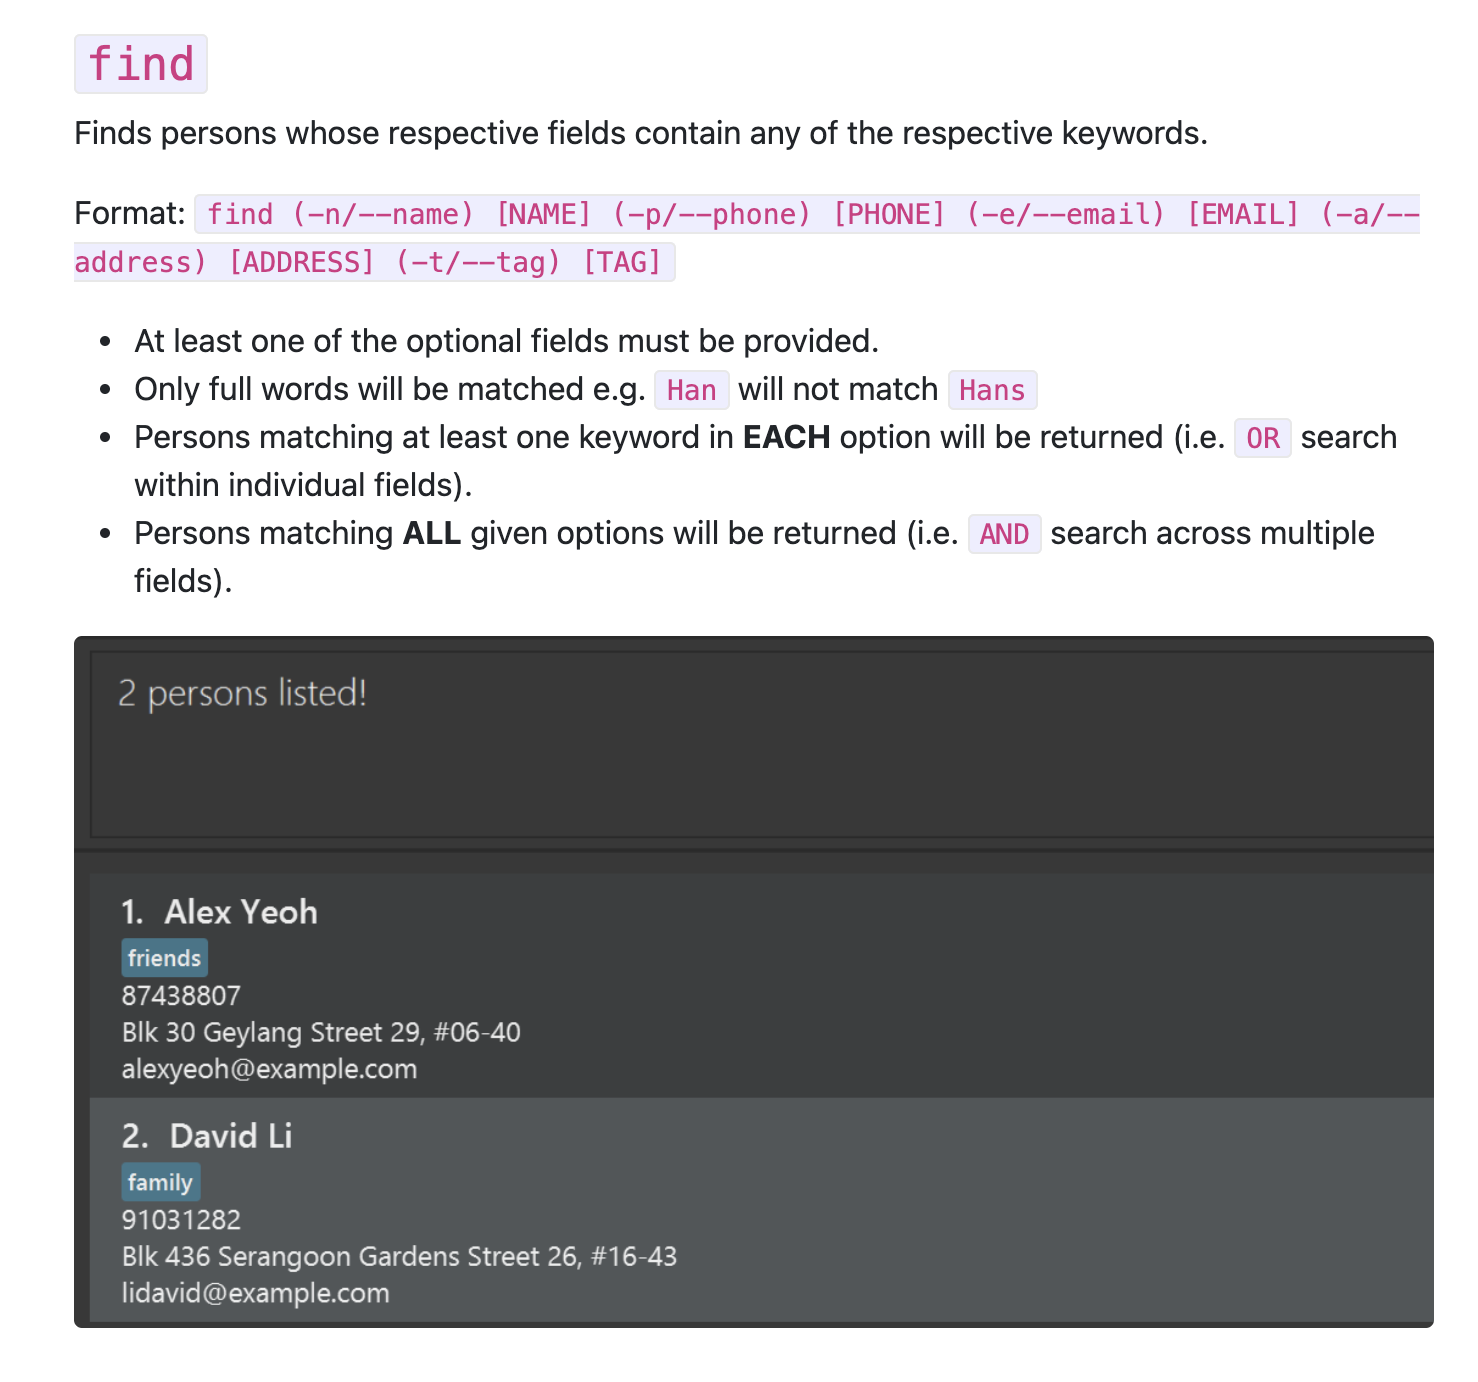 find
Finds persons whose respective fields contain any of the respective keywords.
Format: find (-n/--name) [NAME] (-p/--phone) [PHONE] (-e/--email) [EMAIL] (-a/--
address) [ADDRESS] (-t/--tag) [TAG]
• At least one of the optional fields must be provided.
• Only full words will be matched e.g. Han will not match Hans
• Persons matching at least one keyword in EACH option will be returned (i.e. OR search
within individual fields).
• Persons matching ALL given options will be returned (i.e. AND search across multiple
fields).
2 persons listed!
1. Alex Yeoh
friends
87438807
Blk 30 Geylang Street 29, #06-40
alexyeoh@example.com
2. David Li
family
91031282
Blk 436 Serangoon Gardens Street 26, #16-43
lidavid@example.com